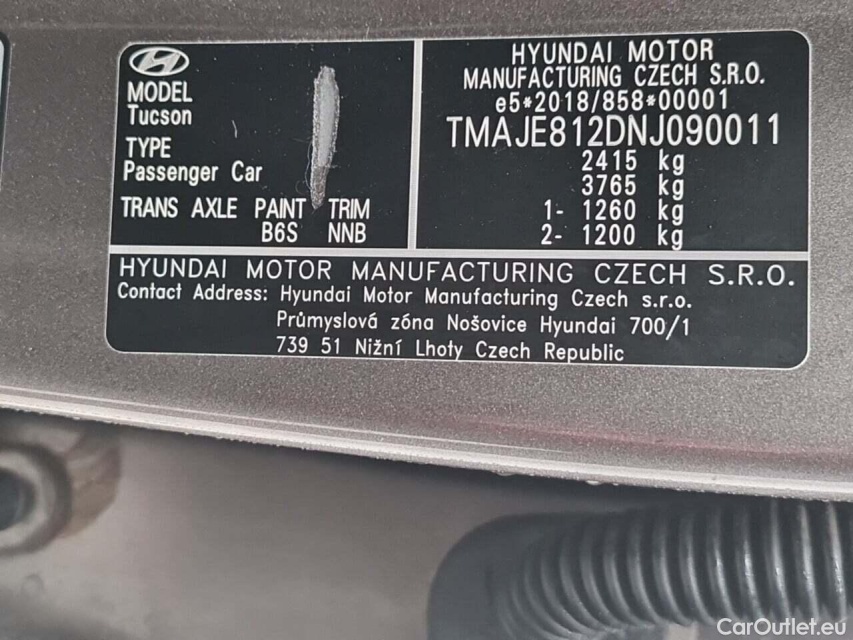 MODEL
Tucson
TYPE
Passenger Car
TRANS AXLE PAINT TRIM
B6S NNB
HYUNDAI MOTOR
MANUFACTURING CZECH S.R.O.
e5*2018/858*00001
TMAJE812DNJ090011
2415 kg
3765 kg
1- 1260 kg
2- 1200 kg
HYUNDAI MOTOR MANUFACTURING CZECH S.R.O.
Contact Address: Hyundai Motor Manufacturing Czech s.r.o.
Průmyslová zóna Nošovice Hyundai 700/1
739 51 Nižní Lhoty Czech Republic
CarOutlet.eu